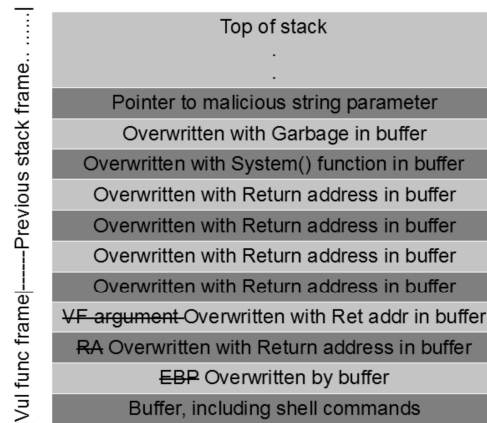 Top of stack
.
.
Pointer to malicious string parameter
Overwritten with Garbage in buffer
Overwritten with System() function in buffer
Overwritten with Return address in buffer
Overwritten with Return address in buffer
Overwritten with Return address in buffer
Overwritten with Return address in buffer
VF argument Overwritten with Ret addr in buffer
RA Overwritten with Return address in buffer
EBP Overwritten by buffer
Buffer, including shell commands
Vul func frame|------Previous stack frame.. ......|